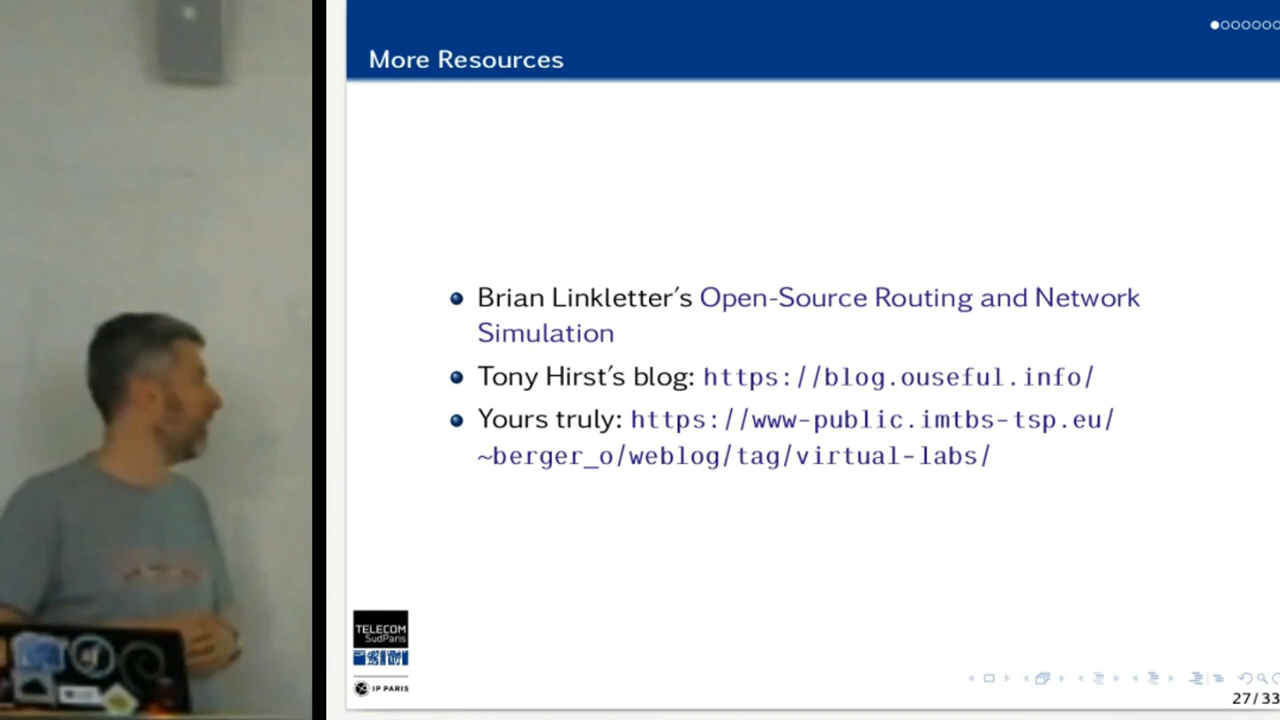 More Resources
Brian Linkletter′s Open-Source Routing and Network
Simulation
Tony Hirst′s blog: https://blog.ouseful.info/
Yours truly: https://www-public.imtbs-tsp.eu/
~berger_o/weblog/tag/virtual-labs/
TELECOM
SudParis
IP PARIS
27/33